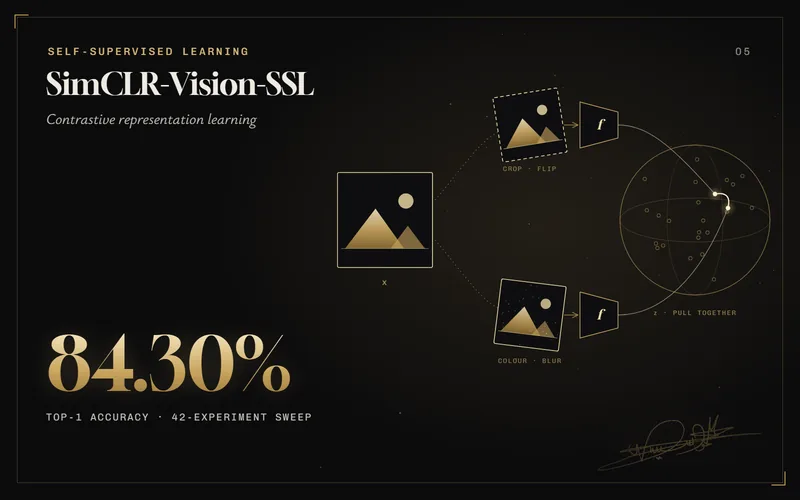 SELF-SUPERVISED LEARNING
05
SimCLR-Vision-SSL
Contrastive representation learning
f
CROP · FLIP
X
f
z · PULL TOGETHER
COLOUR · BLUR
84.30%
TOP-1 ACCURACY · 42-EXPERIMENT SWEEP